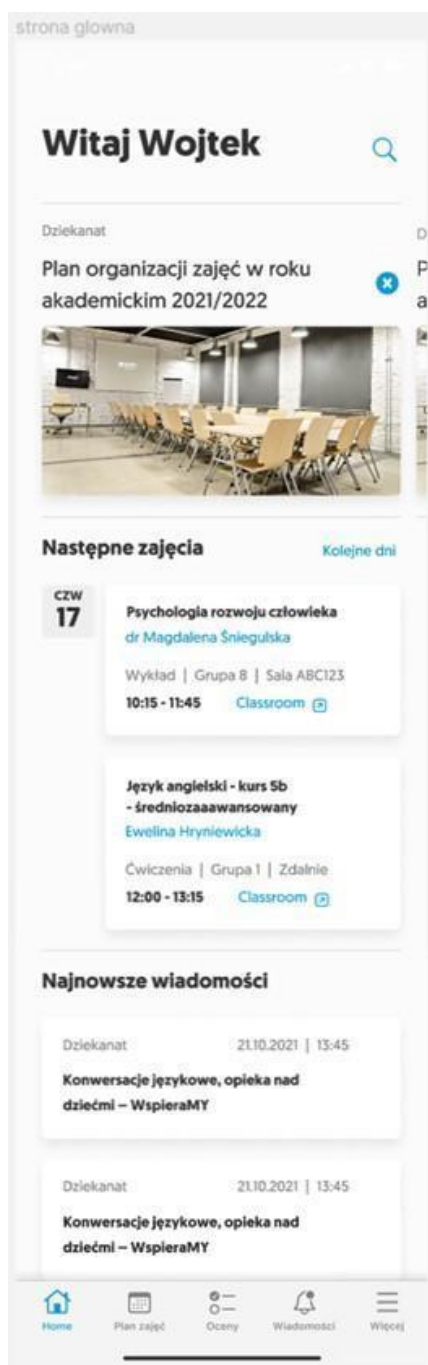 strona glowna
Witaj Wojtek
Dziekanat
D
Plan organizacji zajęć w roku
P
akademickim 2021/2022
a
Następne zajęcia
Kolejne dni
CZW
17
Psychologia rozwoju człowieka
dr Magdalena Śniegulska
Wykład | Grupa 8 | Sala ABC123
10:15 - 11:45 Classroom
Język angielski - kurs 5b
- średniozaaawansowany
Ewelina Hryniewicka
Ćwiczenia | Grupa 1 | Zdalnie
12:00 - 13:15 Classroom
Najnowsze wiadomości
Dziekanat 21.10.2021 | 13:45
Konwersacje językowe, opieka nad
dziećmi – WspieraMY
Dziekanat 21.10.2021 | 13:45
Konwersacje językowe, opieka nad
dziećmi – WspieraMY
Home Plan zajęć Oceny Wiadomości Więcej